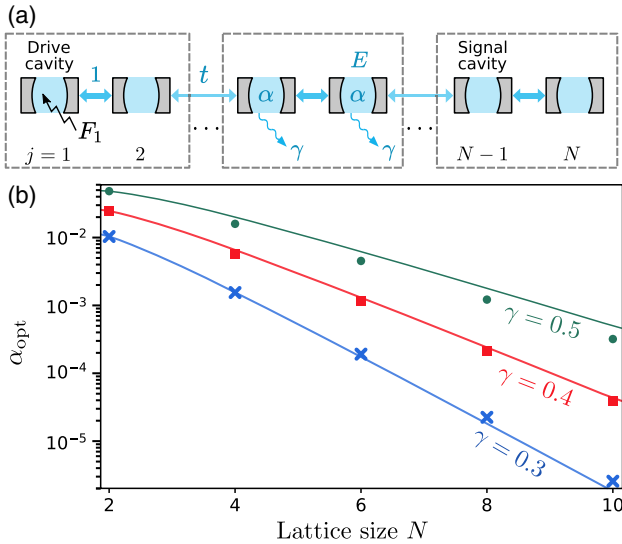 (a)
Drive cavity
1
t
E
Signal cavity
α
α
F₁
γ
γ
...
...
j = 1
2
N − 1
N
(b)
α_opt
10⁻²
10⁻³
10⁻⁴
10⁻⁵
γ = 0.5
γ = 0.4
γ = 0.3
2
4
6
8
10
Lattice size N